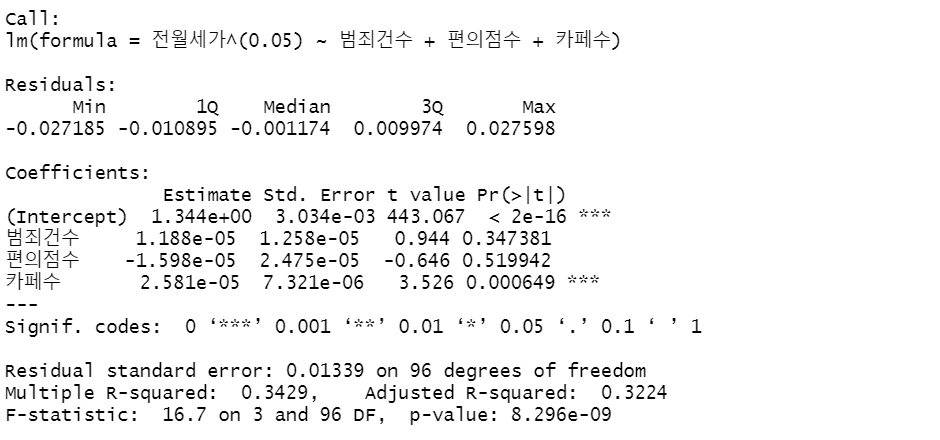 Call:
lm(formula = 전월세가^(0.05) ~ 범죄건수 + 편의점수 + 카페수)
Residuals:
Min 1Q Median 3Q Max
-0.027185 -0.010895 -0.001174 0.009974 0.027598
Coefficients:
Estimate Std. Error t value Pr(>|t|)
(Intercept) 1.344e+00 3.034e-03 443.067 < 2e-16 ***
범죄건수 1.188e-05 1.258e-05 0.944 0.347381
편의점수 -1.598e-05 2.475e-05 -0.646 0.519942
카페수 2.581e-05 7.321e-06 3.526 0.000649 ***
---
Signif. codes: 0 ‘***’ 0.001 ‘**’ 0.01 ‘*’ 0.05 ‘.’ 0.1 ‘ ’ 1
Residual standard error: 0.01339 on 96 degrees of freedom
Multiple R-squared: 0.3429, Adjusted R-squared: 0.3224
F-statistic: 16.7 on 3 and 96 DF, p-value: 8.296e-09